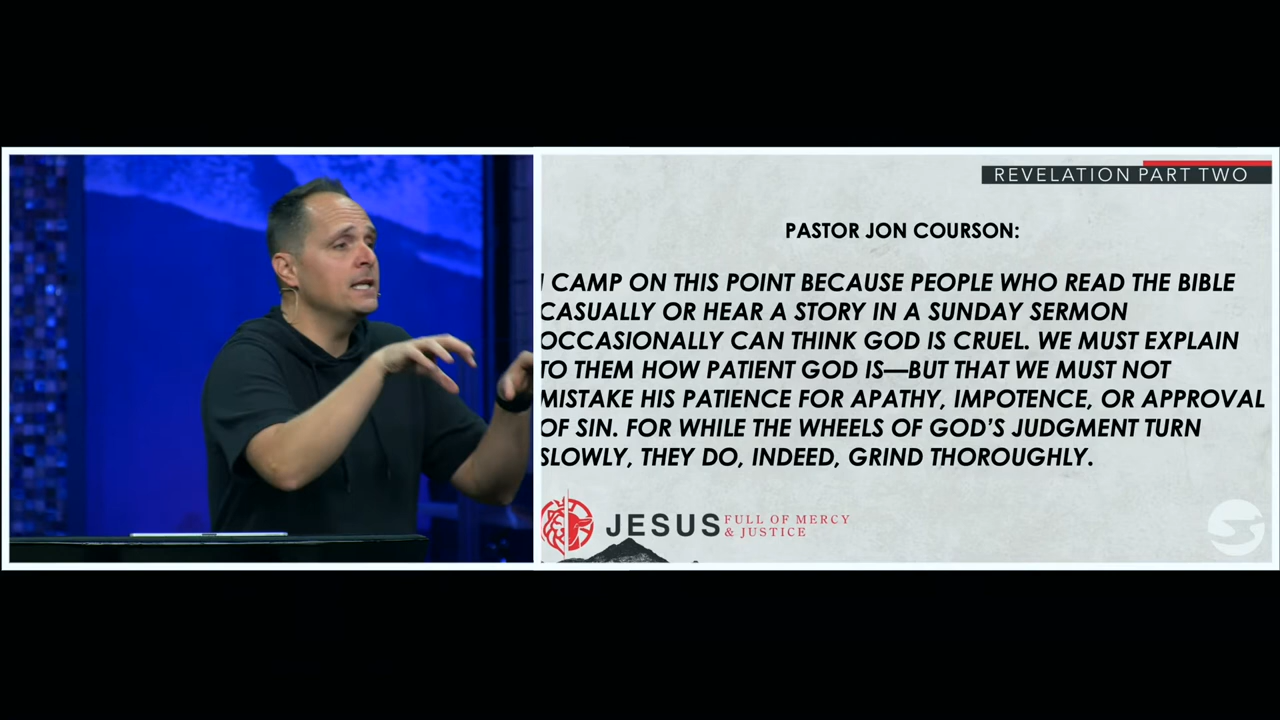 REVELATION PART TWO
PASTOR JON COURSON:
I CAMP ON THIS POINT BECAUSE PEOPLE WHO READ THE BIBLE
CASUALLY OR HEAR A STORY IN A SUNDAY SERMON
OCCASIONALLY CAN THINK GOD IS CRUEL. WE MUST EXPLAIN
TO THEM HOW PATIENT GOD IS—BUT THAT WE MUST NOT
MISTAKE HIS PATIENCE FOR APATHY, IMPOTENCE, OR APPROVAL
OF SIN. FOR WHILE THE WHEELS OF GOD'S JUDGMENT TURN
SLOWLY, THEY DO, INDEED, GRIND THOROUGHLY.
JESUS FULL OF MERCY
& JUSTICE